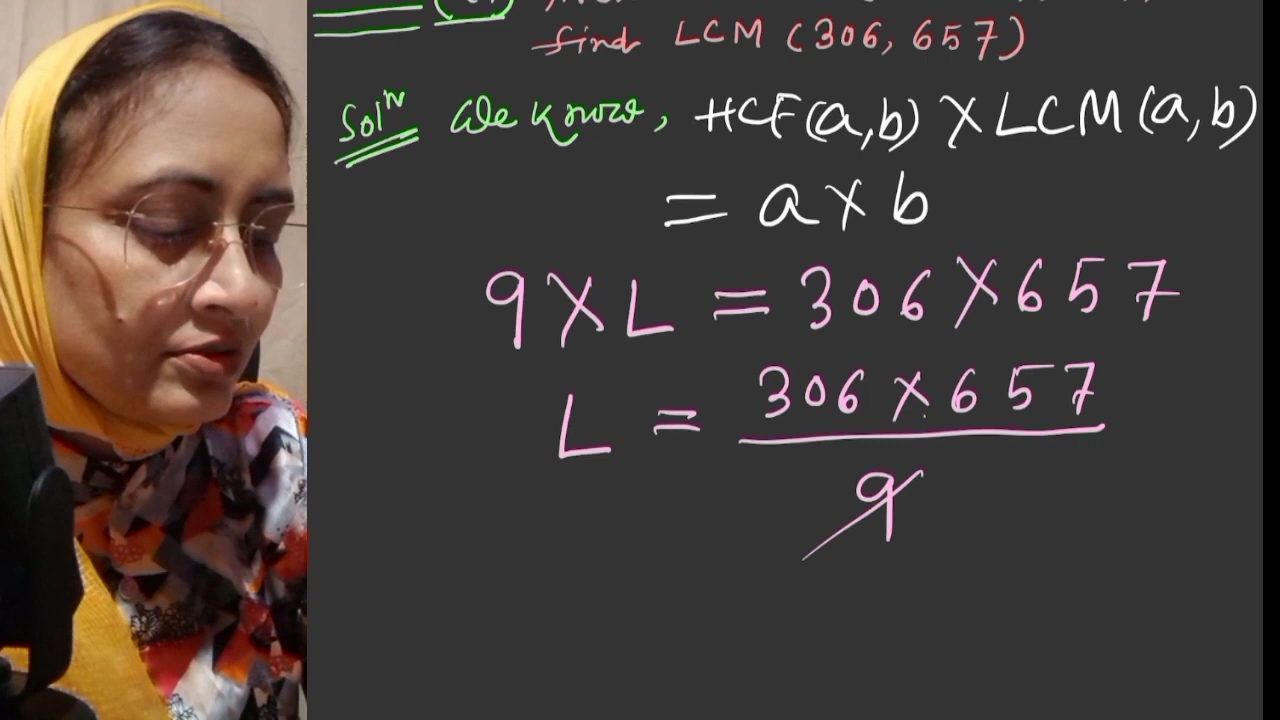 find LCM (306, 657)
Solⁿ We know, HCF(a,b) X LCM(a,b)
= a x b
9 X L = 306 X 657
L = 306 x 657
9